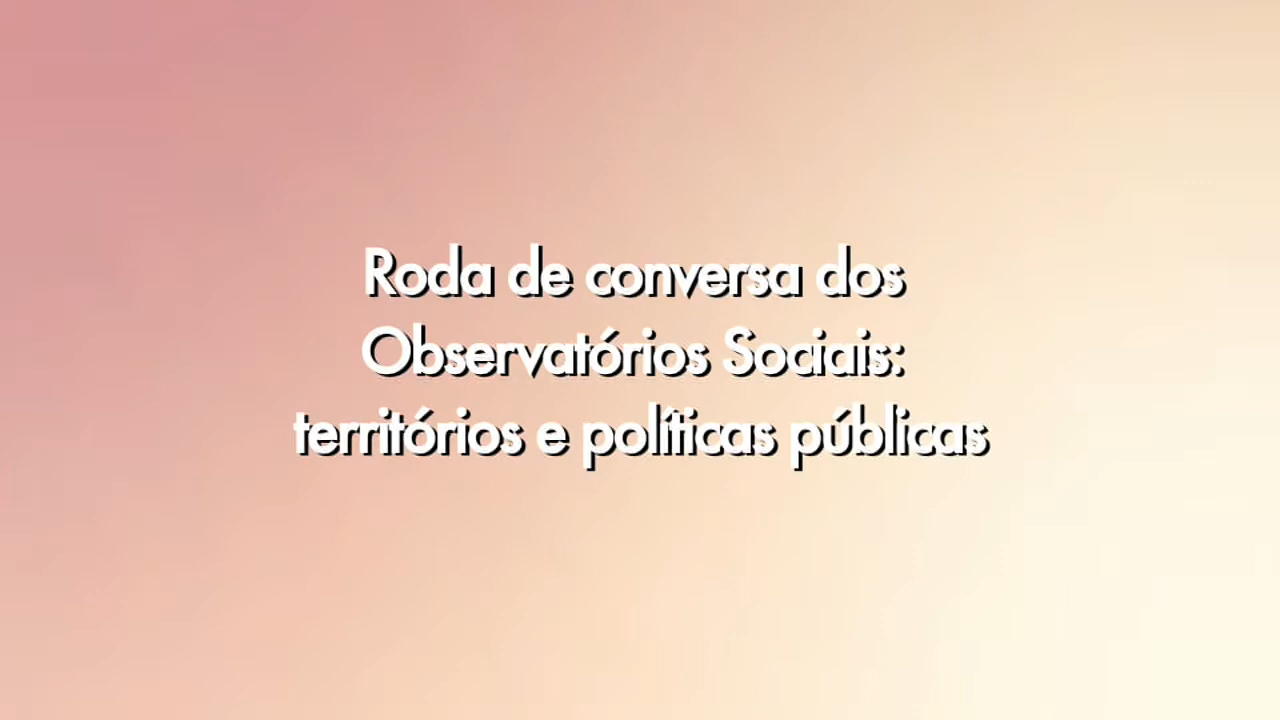 Roda de conversa dos
Observatórios Sociais:
territórios e políticas públicas